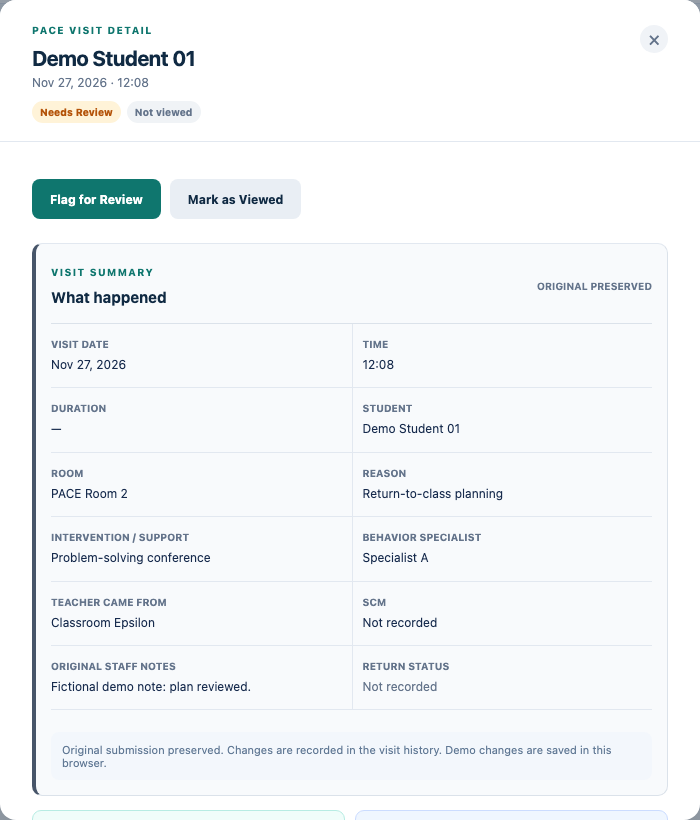 PACE VISIT DETAIL
Demo Student 01
Nov 27, 2026 · 12:08
Needs Review
Not viewed
Flag for Review
Mark as Viewed
VISIT SUMMARY
What happened
ORIGINAL PRESERVED
VISIT DATE
Nov 27, 2026
TIME
12:08
DURATION
—
STUDENT
Demo Student 01
ROOM
PACE Room 2
REASON
Return-to-class planning
INTERVENTION / SUPPORT
Problem-solving conference
BEHAVIOR SPECIALIST
Specialist A
TEACHER CAME FROM
Classroom Epsilon
SCM
Not recorded
ORIGINAL STAFF NOTES
Fictional demo note: plan reviewed.
RETURN STATUS
Not recorded
Original submission preserved. Changes are recorded in the visit history. Demo changes are saved in this
browser.